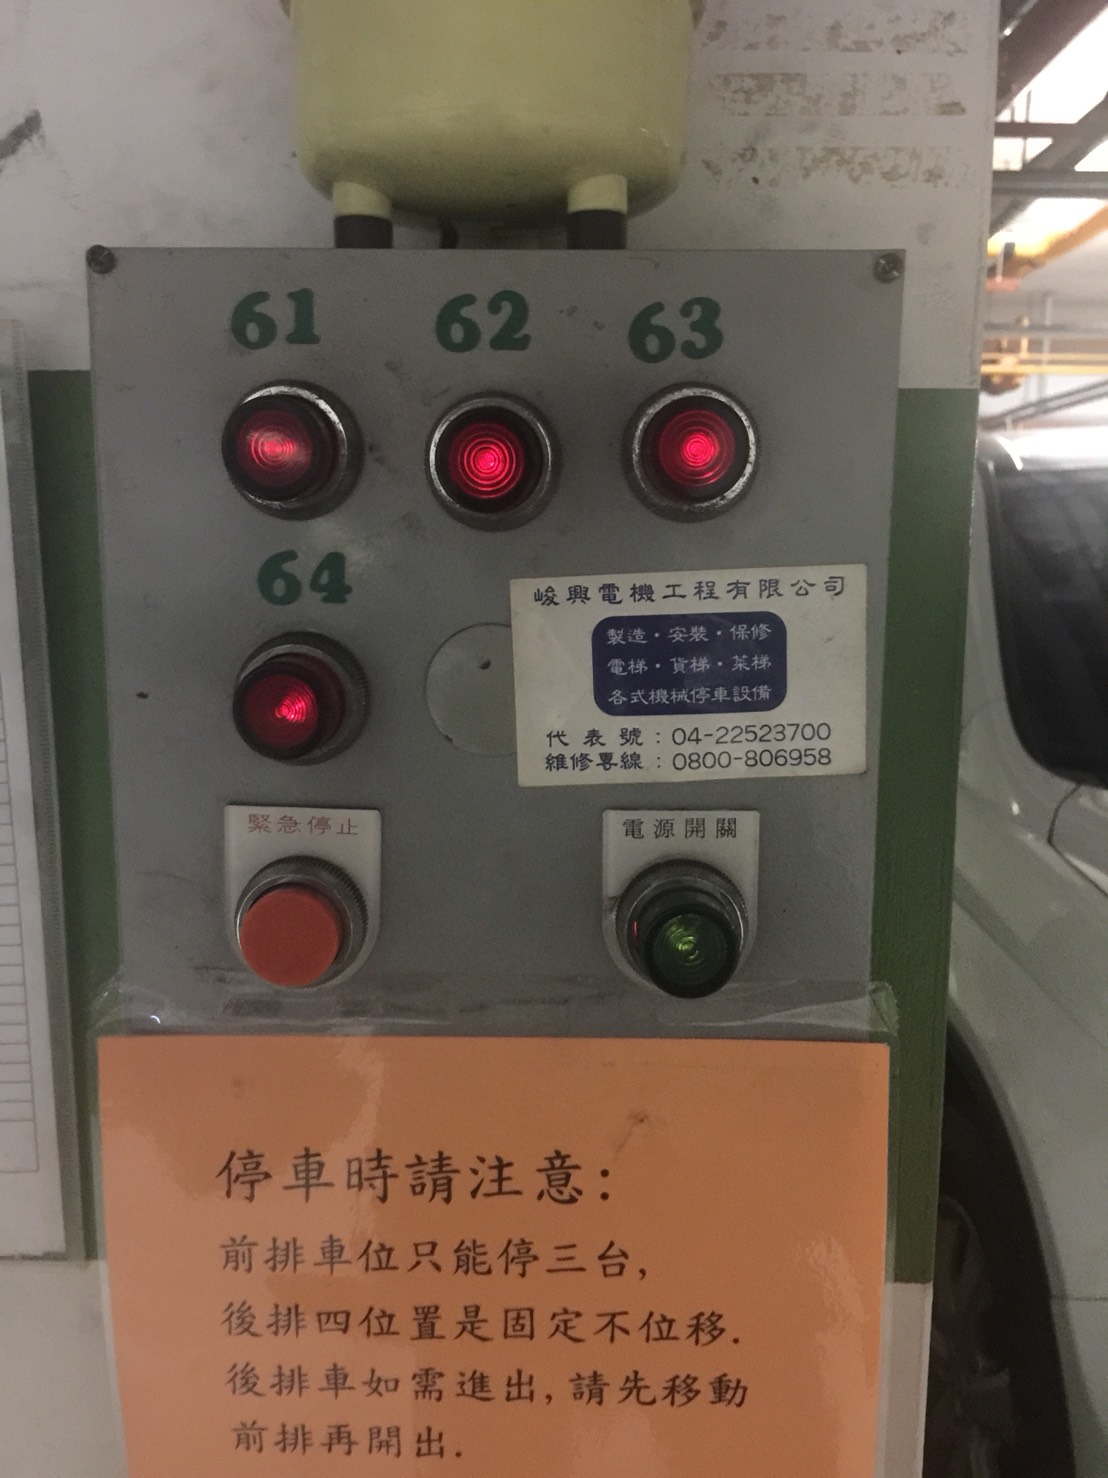 61 62 63
64
峻興電機工程有限公司
製造・安裝・保修
電梯・貨梯・菜梯
各式機械停車設備
代表號：04-22523700
維修專線：0800-806958
緊急停止
電源開關
停車時請注意：
前排車位只能停三台,
後排四位置是固定不位移.
後排車如需進出,請先移動
前排再開出.